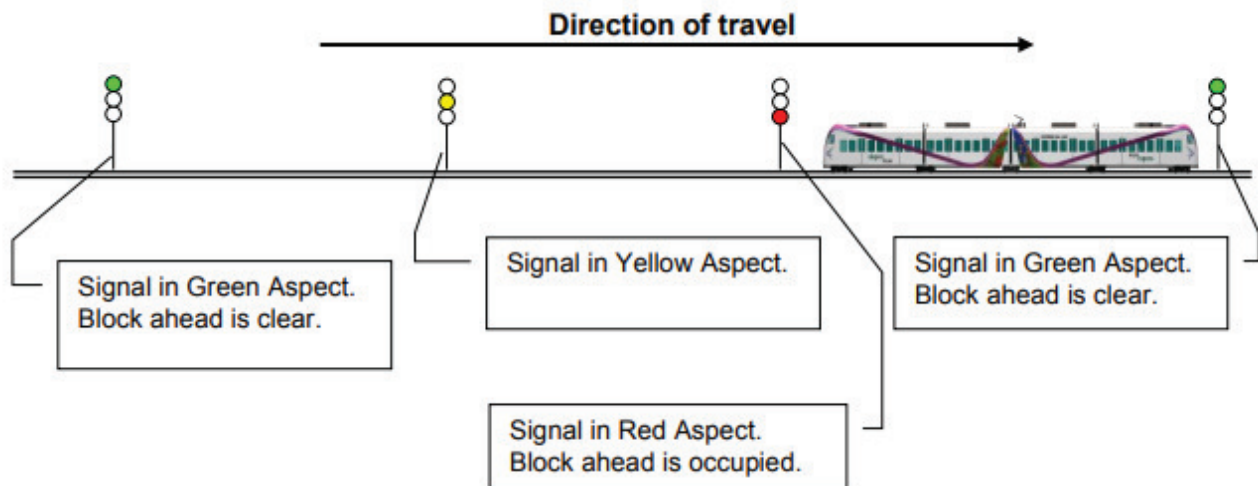 Direction of travel
Signal in Green Aspect.
Block ahead is clear.
Signal in Yellow Aspect.
Signal in Green Aspect.
Block ahead is clear.
Signal in Red Aspect.
Block ahead is occupied.